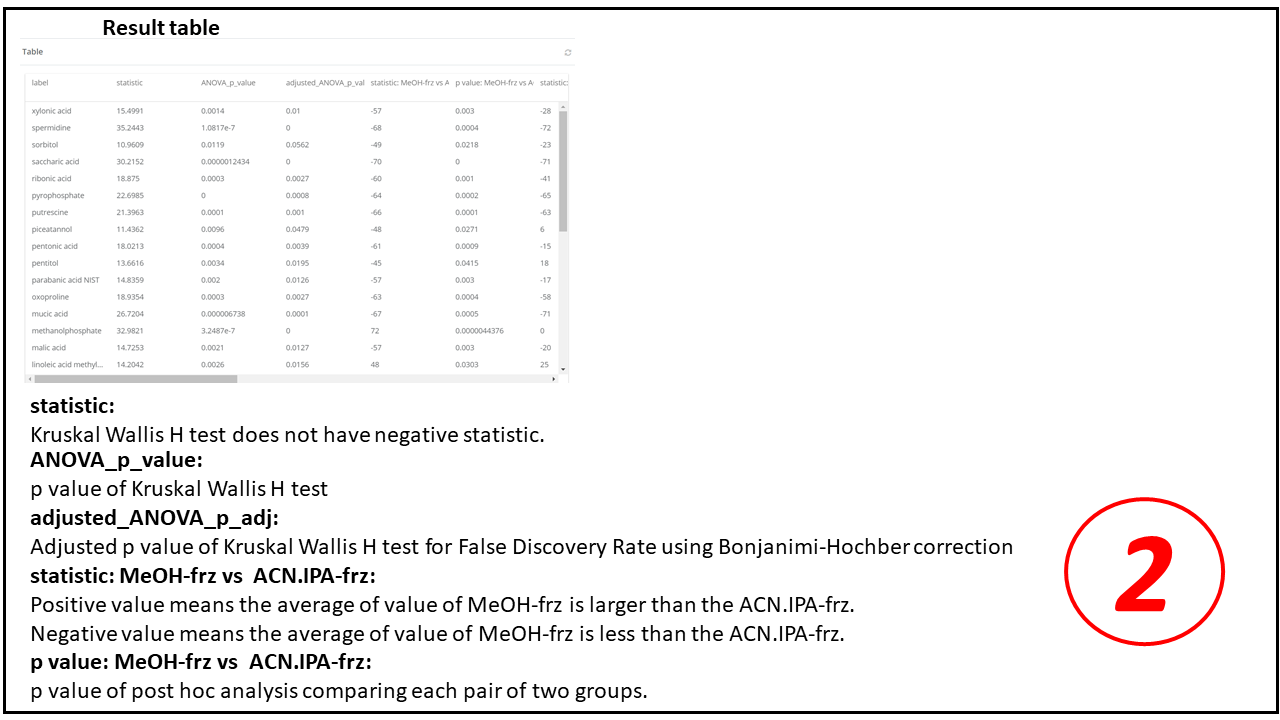 Result table
Table
label statistic ANOVA_p_value adjusted_ANOVA_p_val statistic: MeOH-frz vs A p value: MeOH-frz vs A statistic:
xylonic acid 15.4991 0.0014 0.01 -57 0.003 -28
spermidine 35.2443 1.0817e-7 0 -68 0.0004 -72
sorbitol 10.9609 0.0119 0.0562 -49 0.0218 -23
saccharic acid 30.2152 0.0000012434 0 -70 0 -71
ribonic acid 18.875 0.0003 0.0027 -60 0.001 -41
pyrophosphate 22.6985 0 0.0008 -64 0.0002 -65
putrescine 21.3963 0.0001 0.001 -66 0.0001 -63
piceatannol 11.4362 0.0096 0.0479 -48 0.0271 6
pentonic acid 18.0213 0.0004 0.0039 -61 0.0009 -15
pentitol 13.6616 0.0034 0.0195 -45 0.0415 18
parabanic acid NIST 14.8359 0.002 0.0126 -57 0.003 -17
oxoproline 18.9354 0.0003 0.0027 -63 0.0004 -58
mucic acid 26.7204 0.000006738 0.0001 -67 0.0005 -71
methanolphosphate 32.9821 3.2487e-7 0 72 0.0000044376 0
malic acid 14.7253 0.0021 0.0127 -57 0.003 -20
linoleic acid methyl... 14.2042 0.0026 0.0156 48 0.0303 25
statistic:
Kruskal Wallis H test does not have negative statistic.
ANOVA_p_value:
p value of Kruskal Wallis H test
adjusted_ANOVA_p_adj:
Adjusted p value of Kruskal Wallis H test for False Discovery Rate using Bonjanimi-Hochber correction
statistic: MeOH-frz vs ACN.IPA-frz:
Positive value means the average of value of MeOH-frz is larger than the ACN.IPA-frz.
Negative value means the average of value of MeOH-frz is less than the ACN.IPA-frz.
p value: MeOH-frz vs ACN.IPA-frz:
p value of post hoc analysis comparing each pair of two groups.
2